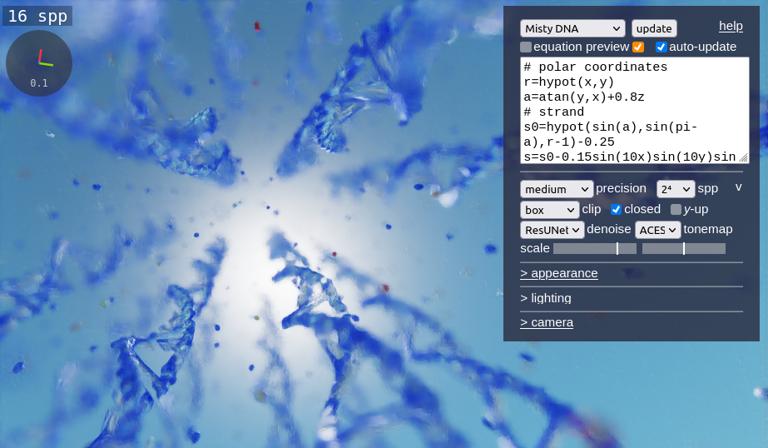 16 spp
0.1
Misty DNA update help
equation preview auto-update
# polar coordinates
r=hypot(x,y)
a=atan(y,x)+0.8z
# strand
s0=hypot(sin(a),sin(pi-
a),r-1)-0.25
s=s0-0.15sin(10x)sin(10y)sin
medium precision 2⁴ spp v
box clip closed y-up
ResUNet denoise ACES tonemap
scale
> appearance
> lighting
> camera